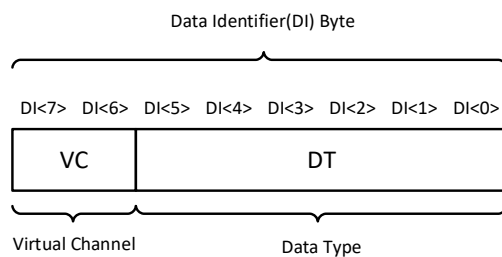 Data Identifier(DI) Byte
DI<7> DI<6> DI<5> DI<4> DI<3> DI<2> DI<1> DI<0>
VC DT
Virtual Channel Data Type